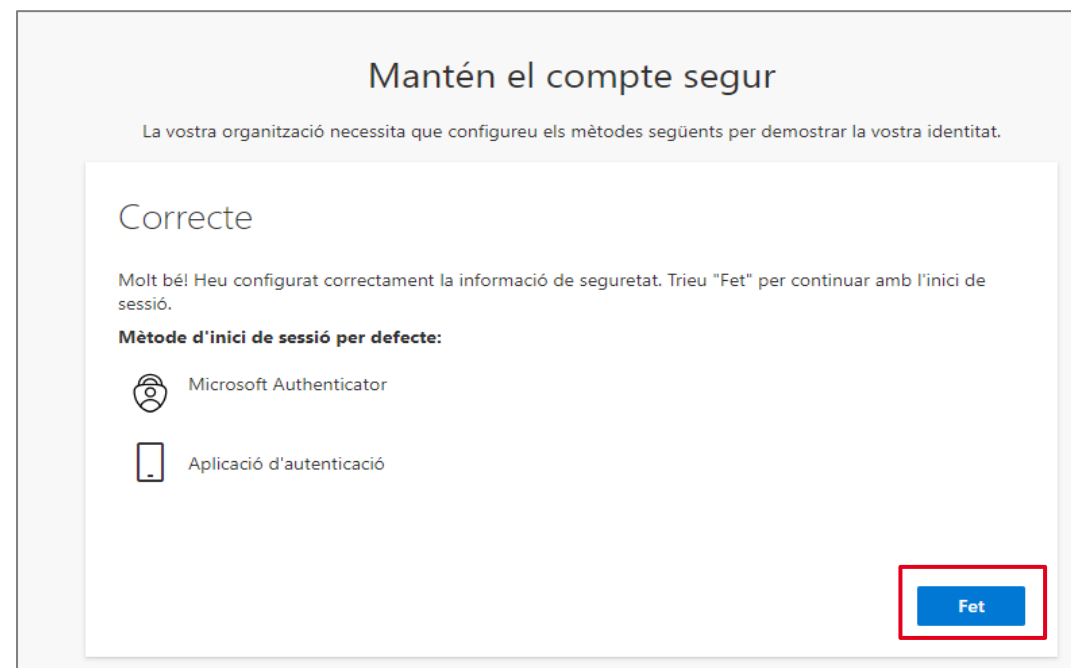 Mantén el compte segur
La vostra organització necessita que configureu els mètodes següents per demostrar la vostra identitat.
Correcte
Molt bé! Heu configurat correctament la informació de seguretat. Trieu "Fet" per continuar amb l'inici de
sessió.
Mètode d'inici de sessió per defecte:
Microsoft Authenticator
Aplicació d'autenticació
Fet